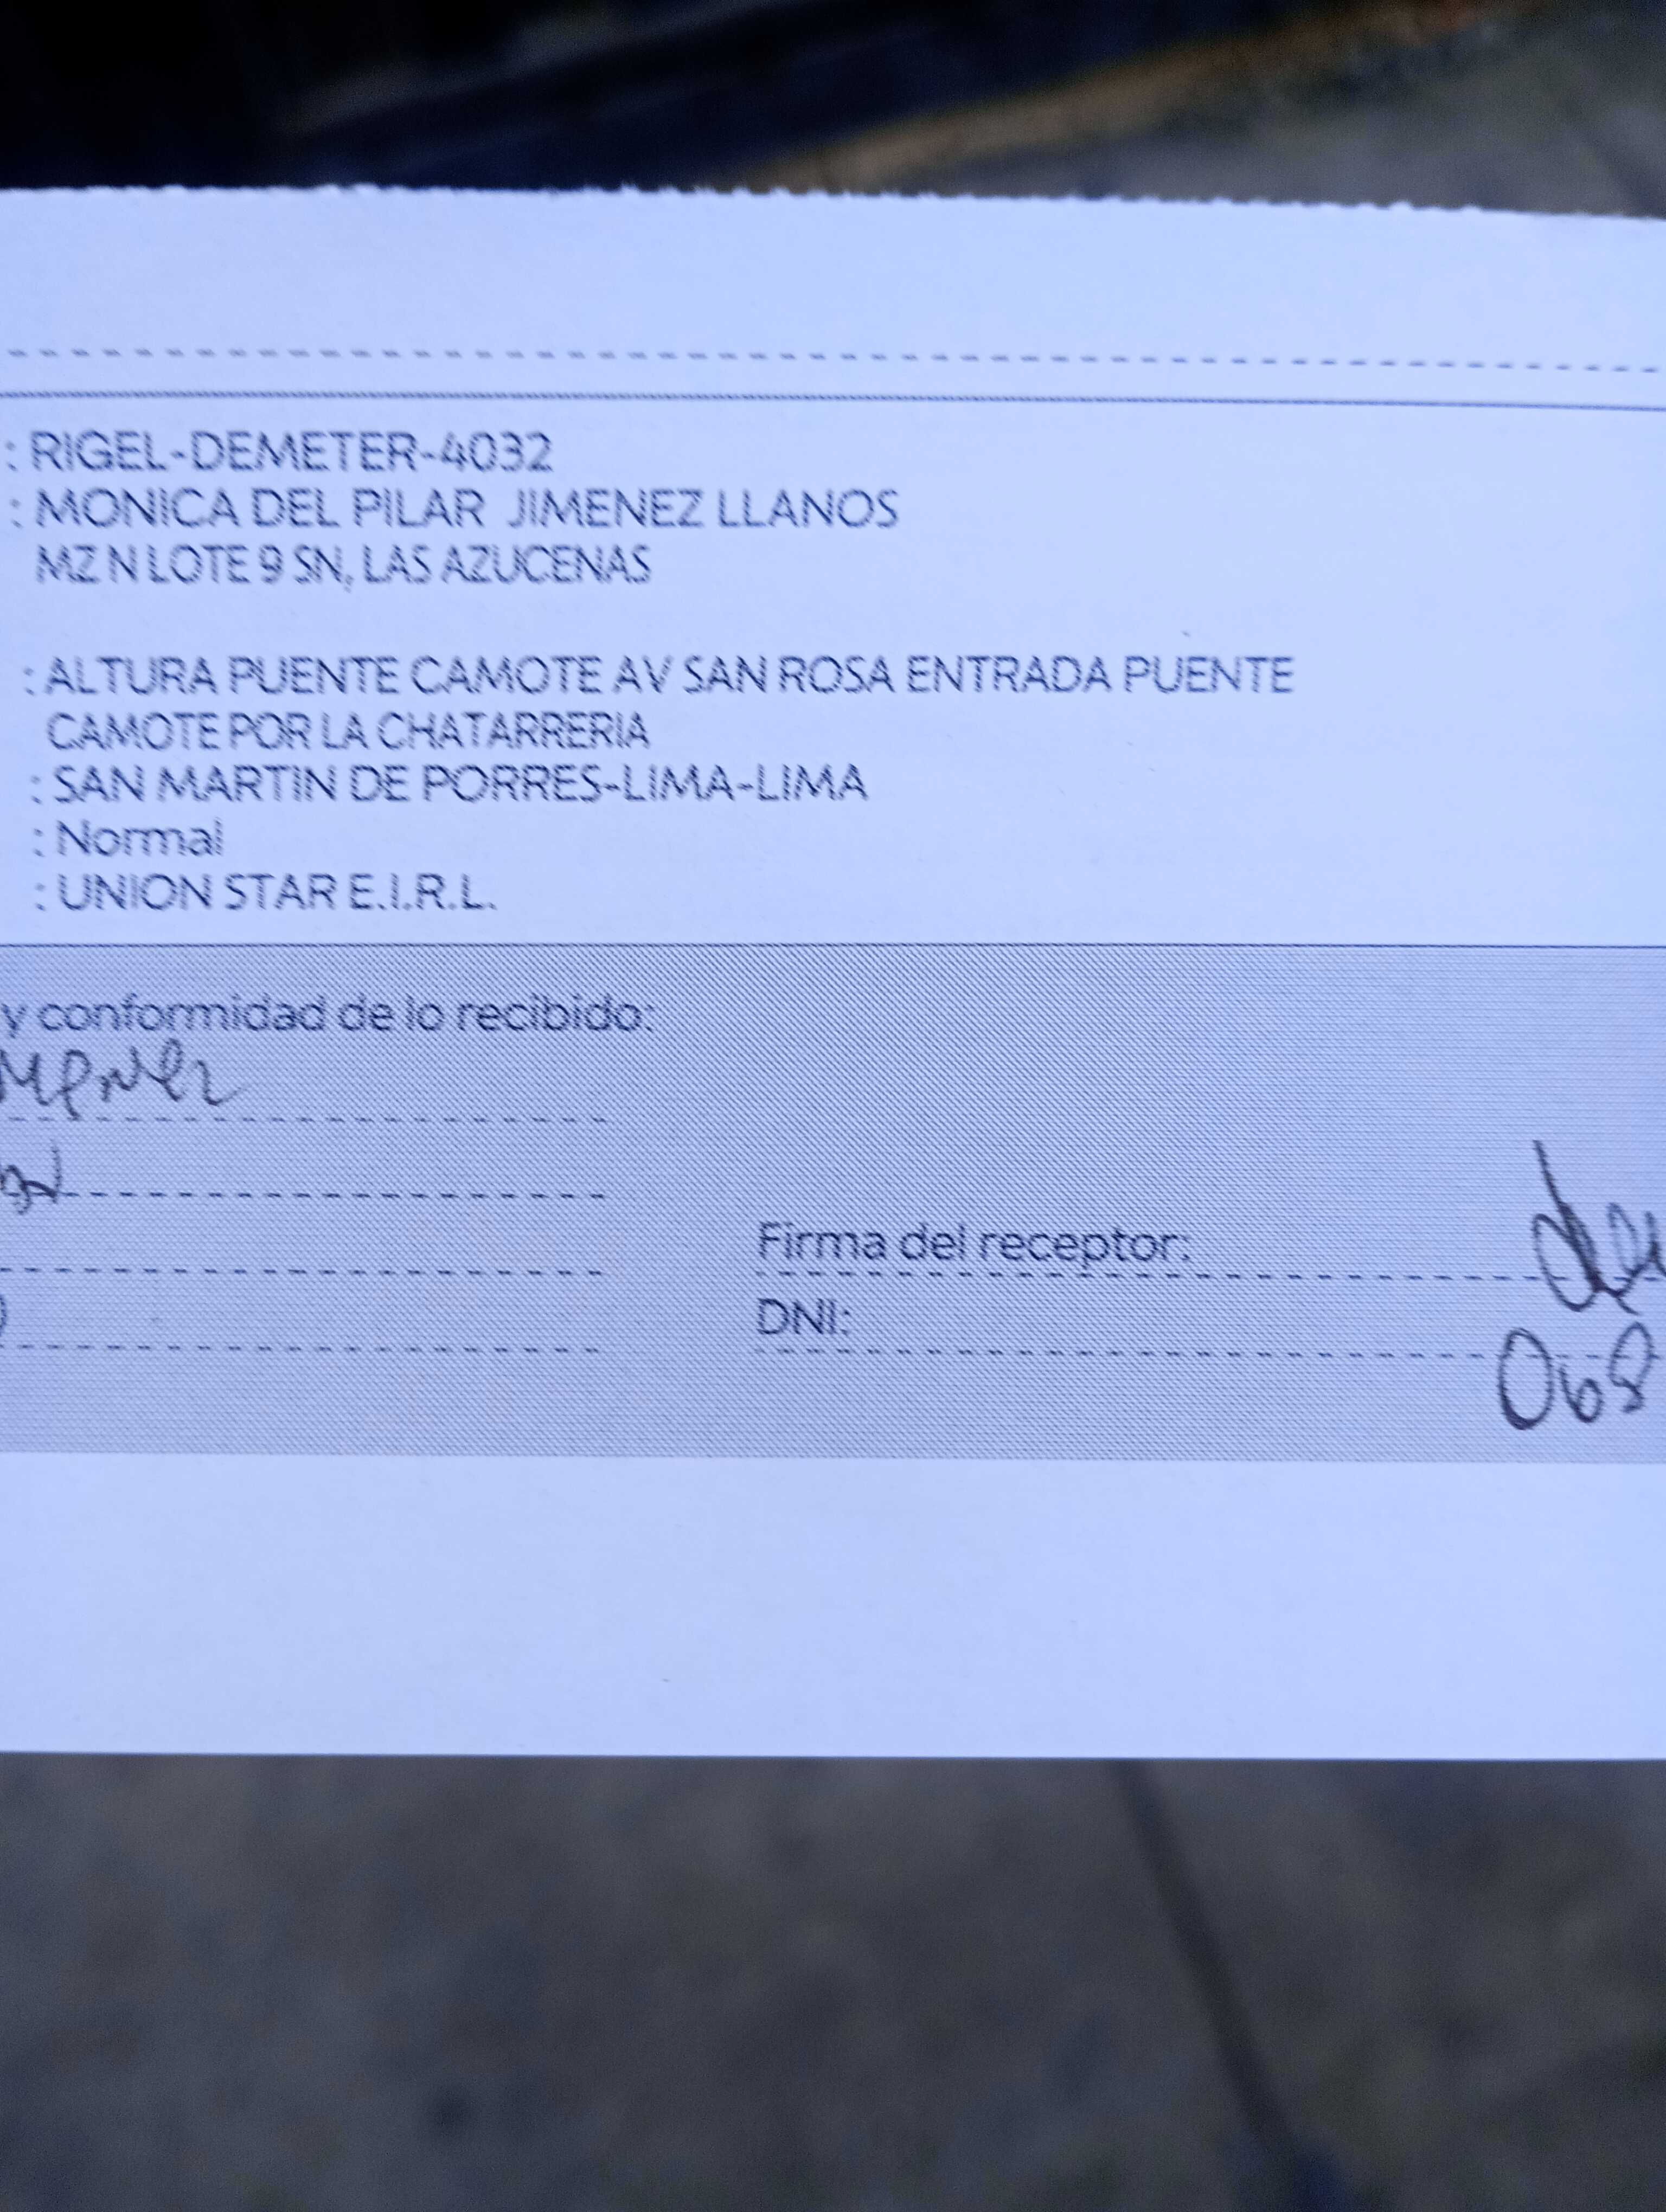 : RIGEL-DEMETER-4032
: MONICA DEL PILAR JIMENEZ LLANOS
MZ N LOTE 9 SN, LAS AZUCENAS
: ALTURA PUENTE CAMOTE AV SAN ROSA ENTRADA PUENTE
CAMOTE POR LA CHATARRERIA
: SAN MARTIN DE PORRES-LIMA-LIMA
: Normal
: UNION STAR E.I.R.L.
y conformidad de lo recibido:
Firma del receptor:
DNI:
068